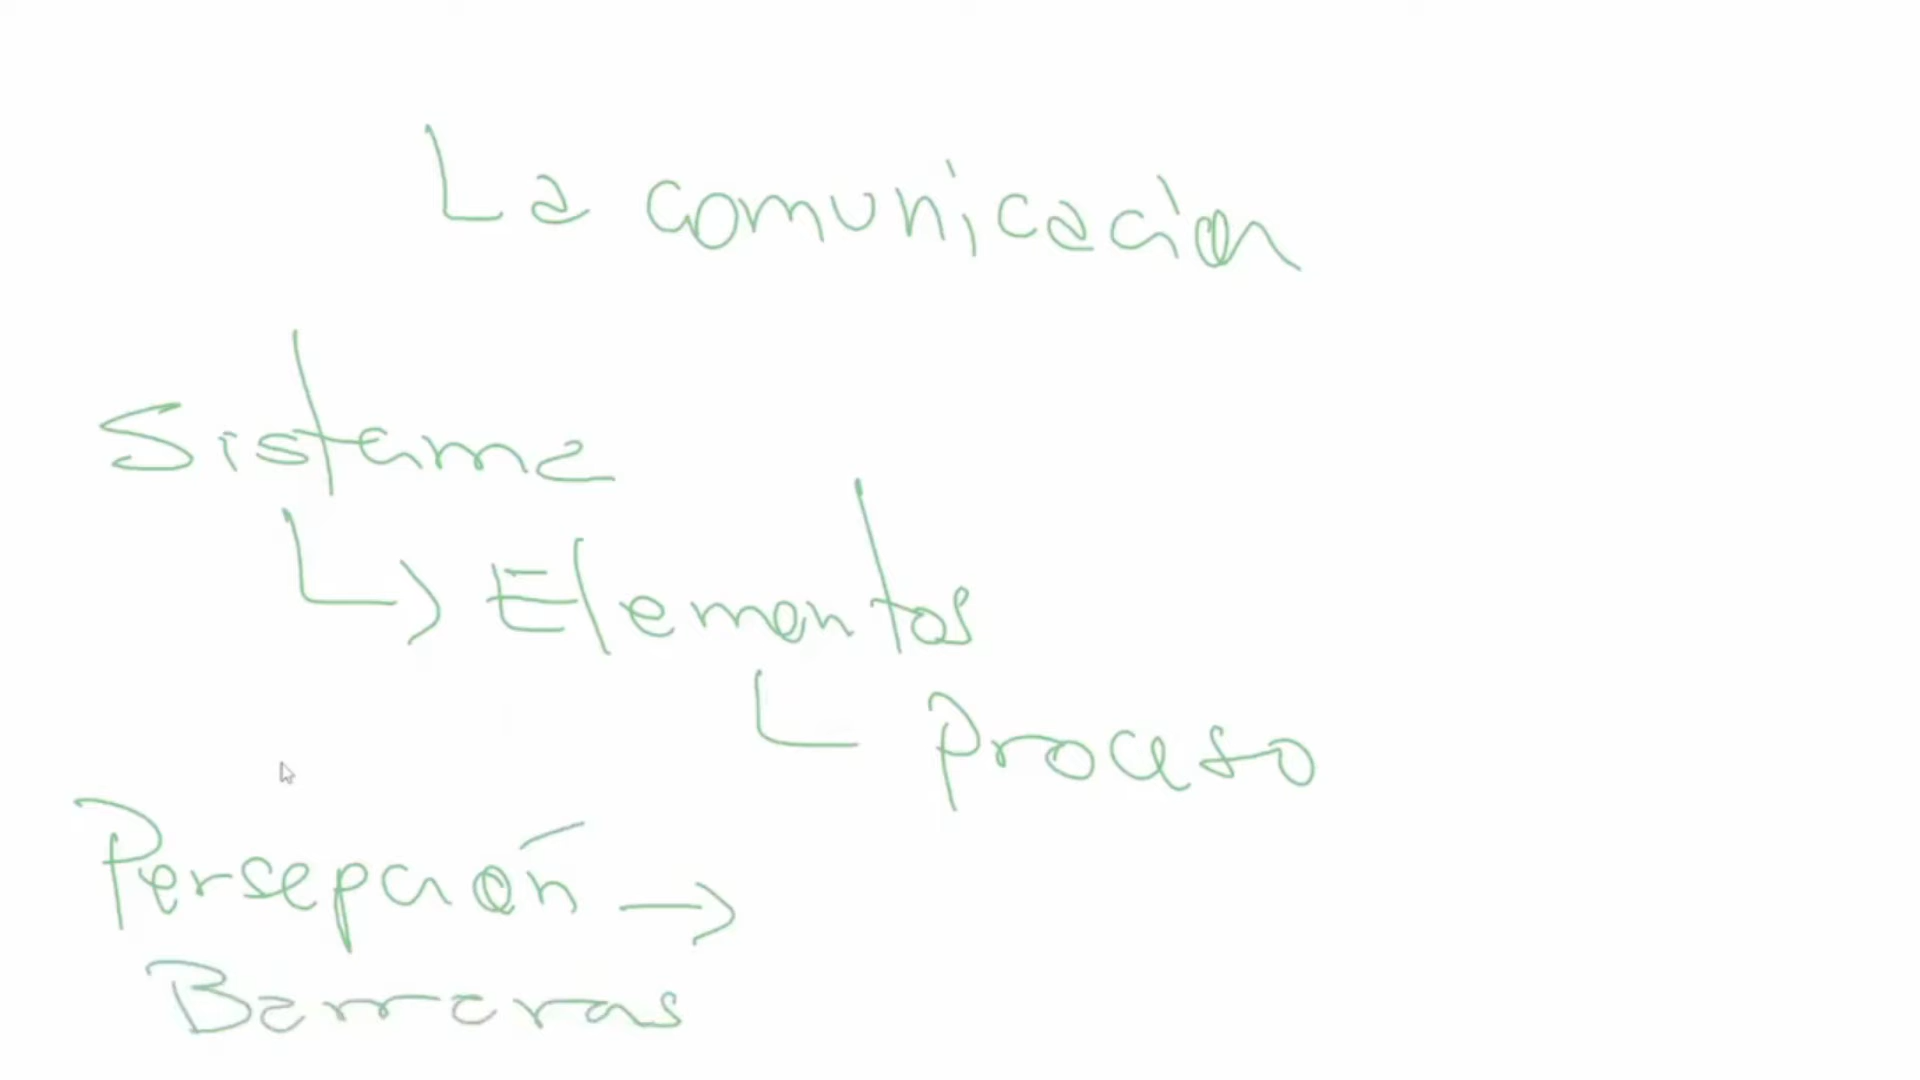 La comunicación
Sistema
Elementos
Proceso
Persepción
Barreras